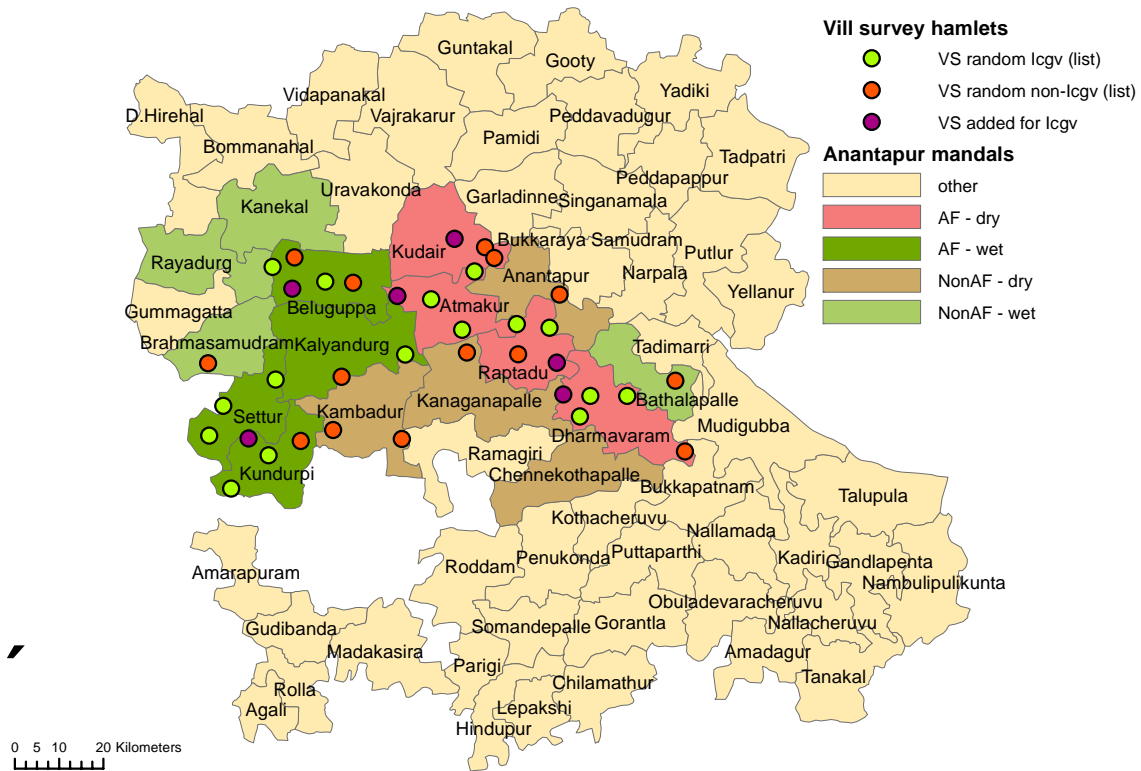 Vill survey hamlets
VS random Icgv (list)
VS random non-Icgv (list)
VS added for Icgv
Anantapur mandals
other
AF - dry
AF - wet
NonAF - dry
NonAF - wet
Guntakal
Gooty
Vidapanakal
Yadiki
D.Hirehal
Vajrakarur
Peddavadugur
Bommanahal
Pamidi
Tadpatri
Uravakonda
Peddapappur
Kanekal
Garladinne
Singanamala
Kudair
Bukkaraya Samudram
Rayadurg
Anantapur
Narpala
Putlur
Yellanur
Gummagatta
Beluguppa
Atmakur
Brahmasamudram
Kalyandurg
Tadimarri
Raptadu
Kanaganapalle
Bathalapalle
Settur
Kambadur
Mudigubba
Dharmavaram
Ramagiri
Kundurpi
Chennekothapalle
Bukkapatnam
Talupula
Kothacheruvu
Nallamada
Roddam
Penukonda
Puttaparthi
Kadiri
Gandlapenta
Amarapuram
Nambulipulikunta
Obuladevaracheruvu
Gudibanda
Somandepalle
Gorantla
Nallacheruvu
Madakasira
Parigi
Amadagur
Rolla
Chilamathur
Tanakal
Agali
Lepakshi
Hindupur
0 5 10 20 Kilometers